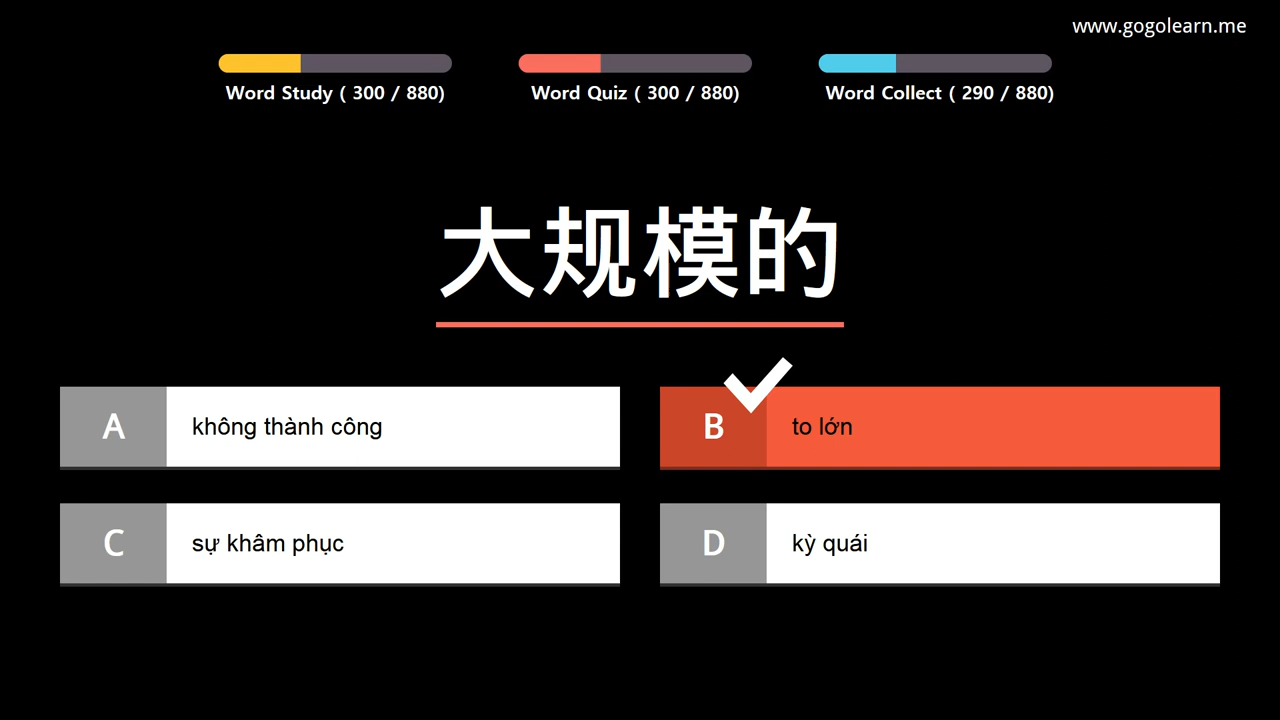 www.gogolearn.me
Word Study ( 300 / 880)
Word Quiz ( 300 / 880)
Word Collect ( 290 / 880)
大规模的
A không thành công
B to lớn
C sự khâm phục
D kỳ quái